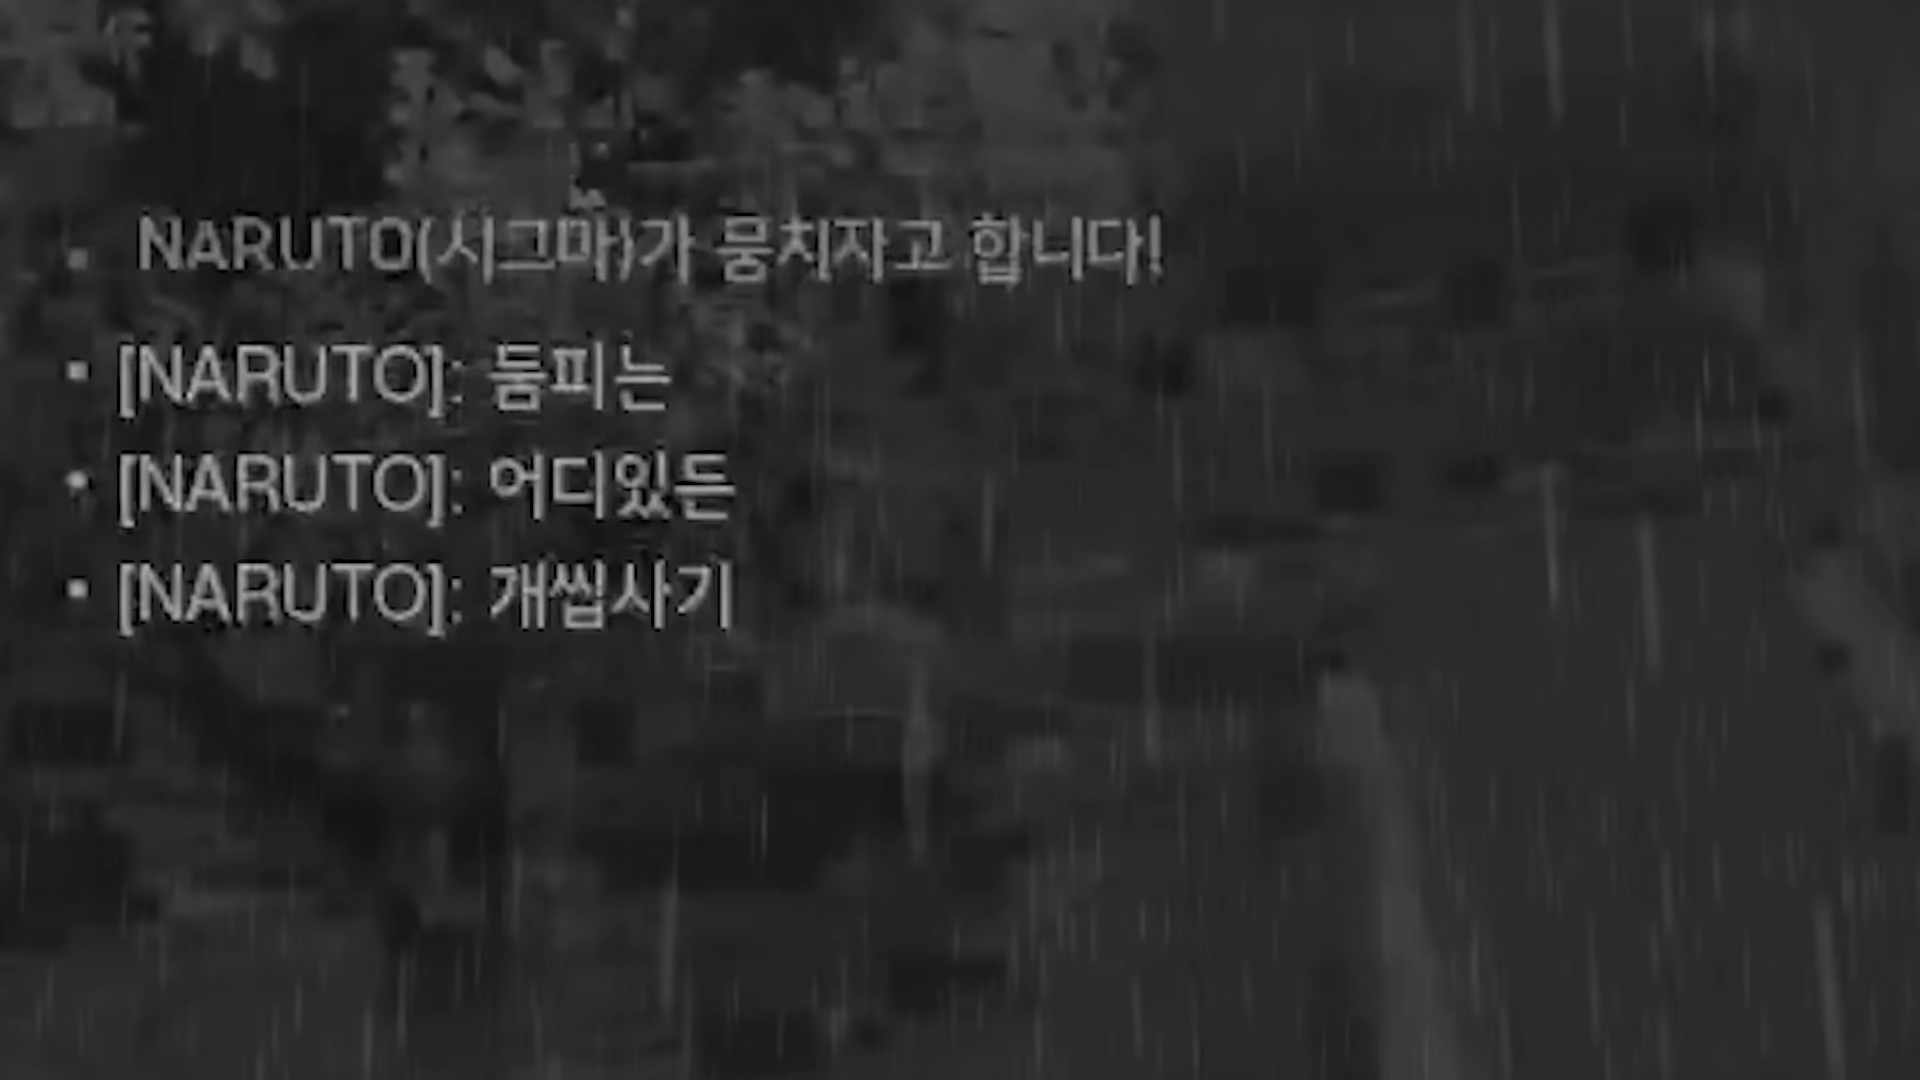 NARUTO(시그마)가 뭉치자고 합니다!
[NARUTO]: 둠피는
[NARUTO]: 어디있든
[NARUTO]: 개씹사기